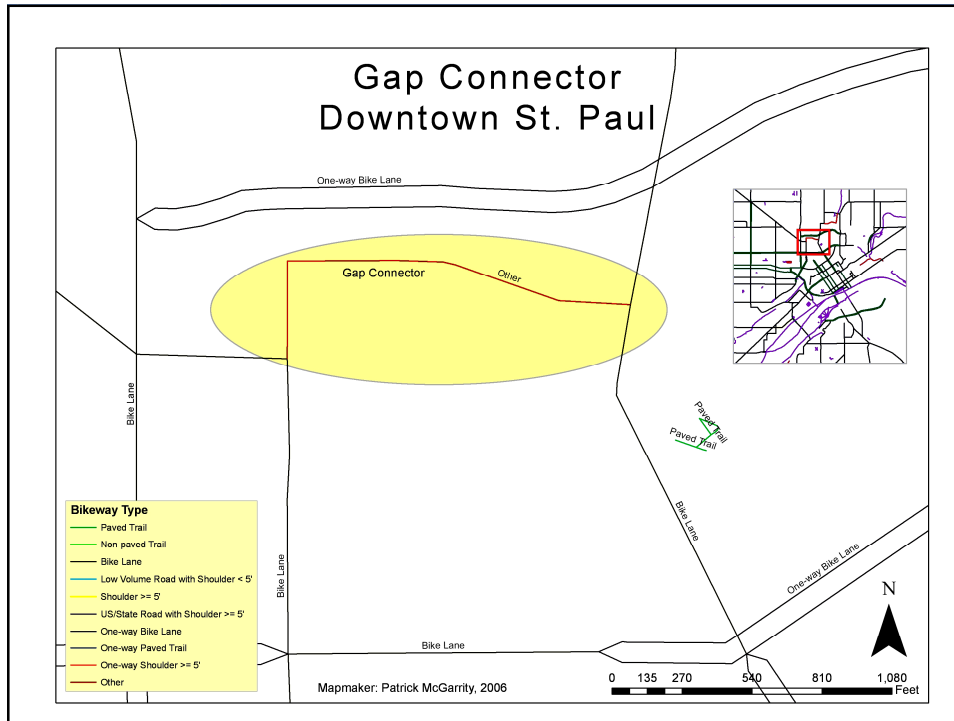 Gap Connector
Downtown St. Paul
One-way Bike Lane
Gap Connector
Other
Bike Lane
Paved Trail
Paved Trail
Bike Lane
Bike Lane
One-way Bike Lane
Bike Lane
Bikeway Type
Paved Trail
Non paved Trail
Bike Lane
Low Volume Road with Shoulder < 5'
Shoulder >= 5'
US/State Road with Shoulder >= 5'
One-way Bike Lane
One-way Paved Trail
One-way Shoulder >= 5'
Other
N
Mapmaker: Patrick McGarrity, 2006
0 135 270 540 810 1,080
Feet